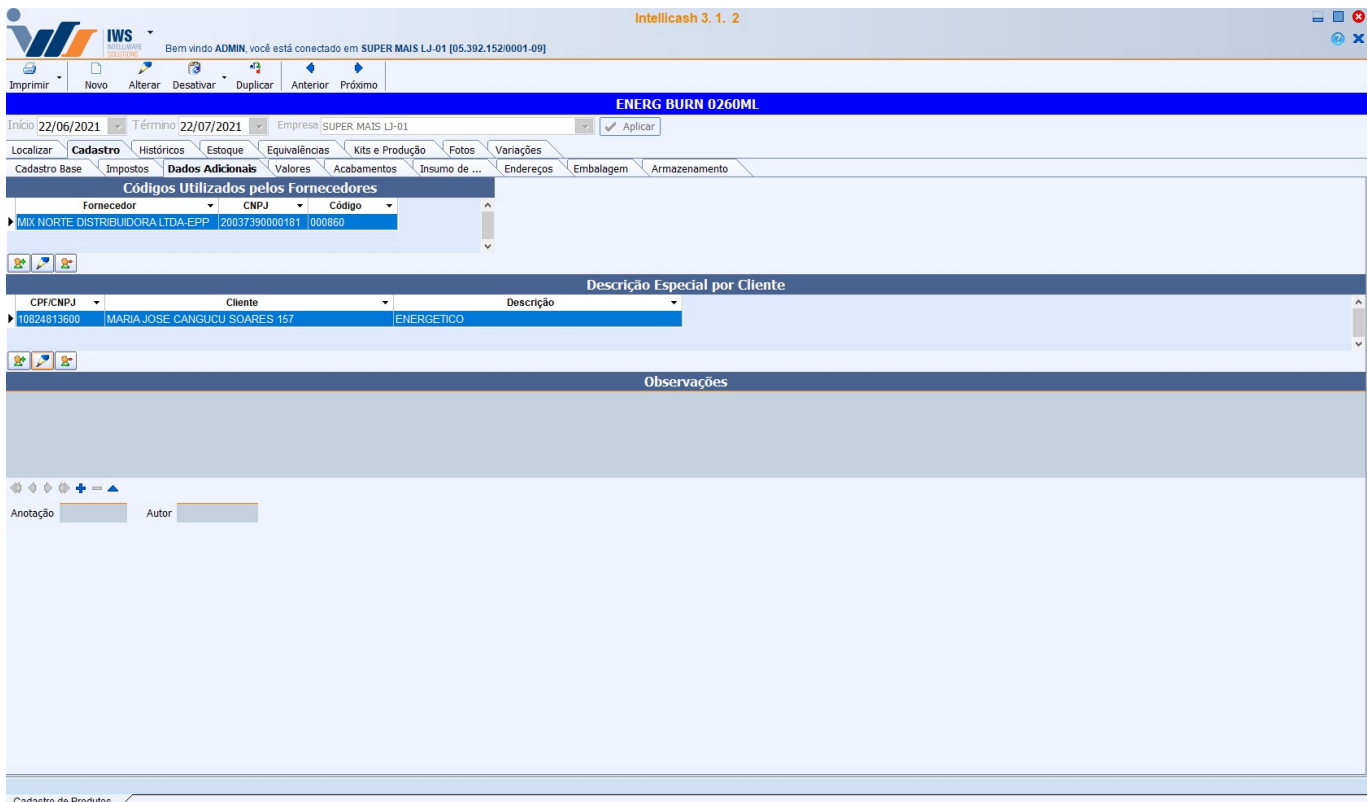 Intellicash 3. 1. 2
IWS
INTELLIWARE
SOLUTIONS
Bem vindo ADMIN, você está conectado em SUPER MAIS LJ-01 [05.392.152/0001-09]
Imprimir Novo Alterar Desativar Duplicar Anterior Próximo
ENERG BURN 0260ML
Início 22/06/2021 Término 22/07/2021 Empresa SUPER MAIS LJ-01 Aplicar
Localizar Cadastro Históricos Estoque Equivalências Kits e Produção Fotos Variações
Cadastro Base Impostos Dados Adicionais Valores Acabamentos Insumo de ... Endereços Embalagem Armazenamento
Códigos Utilizados pelos Fornecedores
Fornecedor CNPJ Código
MIX NORTE DISTRIBUIDORA LTDA-EPP 20037390000181 000860
Descrição Especial por Cliente
CPF/CNPJ Cliente Descrição
10824813600 MARIA JOSE CANGUCU SOARES 157 ENERGETICO
Observações
Anotação Autor
Cadastro de Produtos